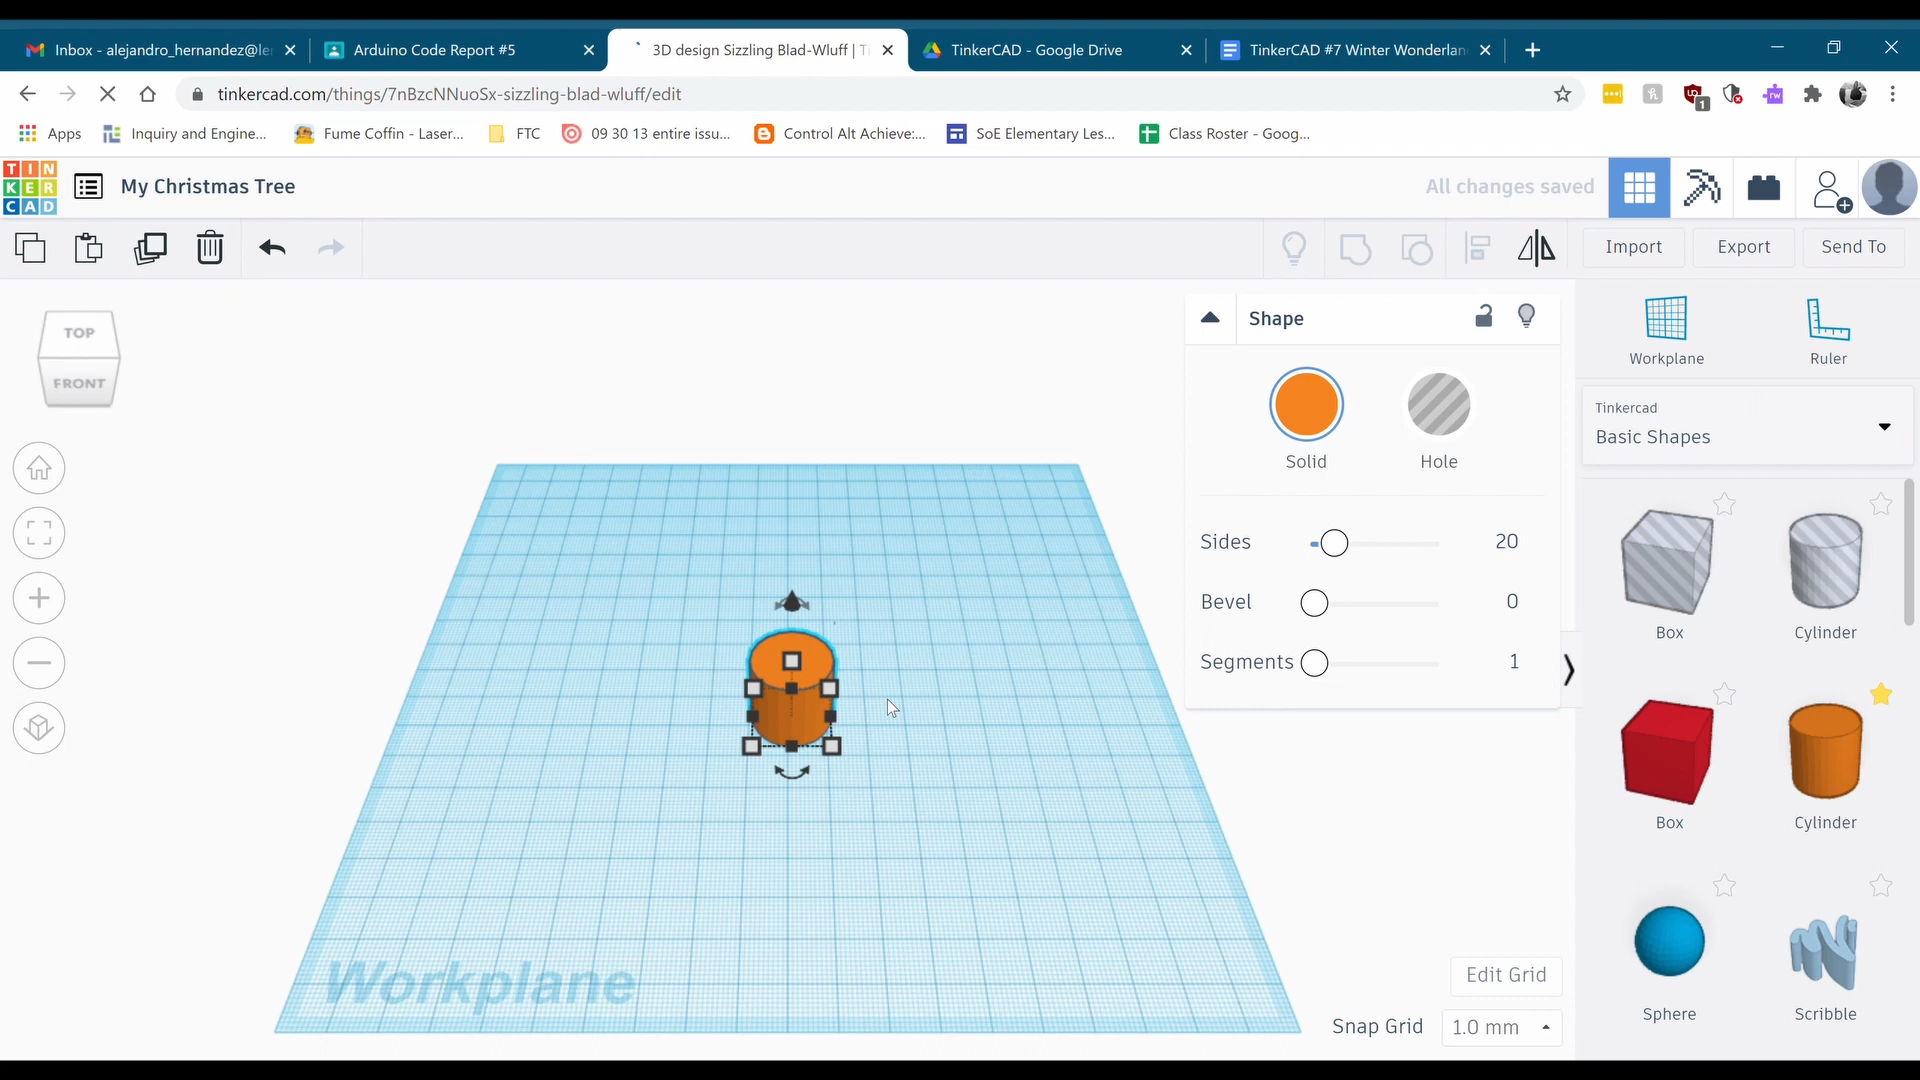 Inbox - alejandro_hernandez@le
Arduino Code Report #5
3D design Sizzling Blad-Wluff | Ti
TinkerCAD - Google Drive
TinkerCAD #7 Winter Wonderlan
tinkercad.com/things/7nBzcNNuoSx-sizzling-blad-wluff/edit
1
Apps
Inquiry and Engine...
Fume Coffin - Laser...
FTC
09 30 13 entire issu...
Control Alt Achieve:...
SoE Elementary Les...
Class Roster - Goog...
TIN
KER
CAD
My Christmas Tree
All changes saved
Import
Export
Send To
TOP
FRONT
Shape
Solid
Hole
Sides
20
Bevel
0
Segments
1
Workplane
Ruler
Tinkercad
Basic Shapes
Box
Cylinder
Box
Cylinder
Sphere
Scribble
Workplane
Edit Grid
Snap Grid
1.0 mm